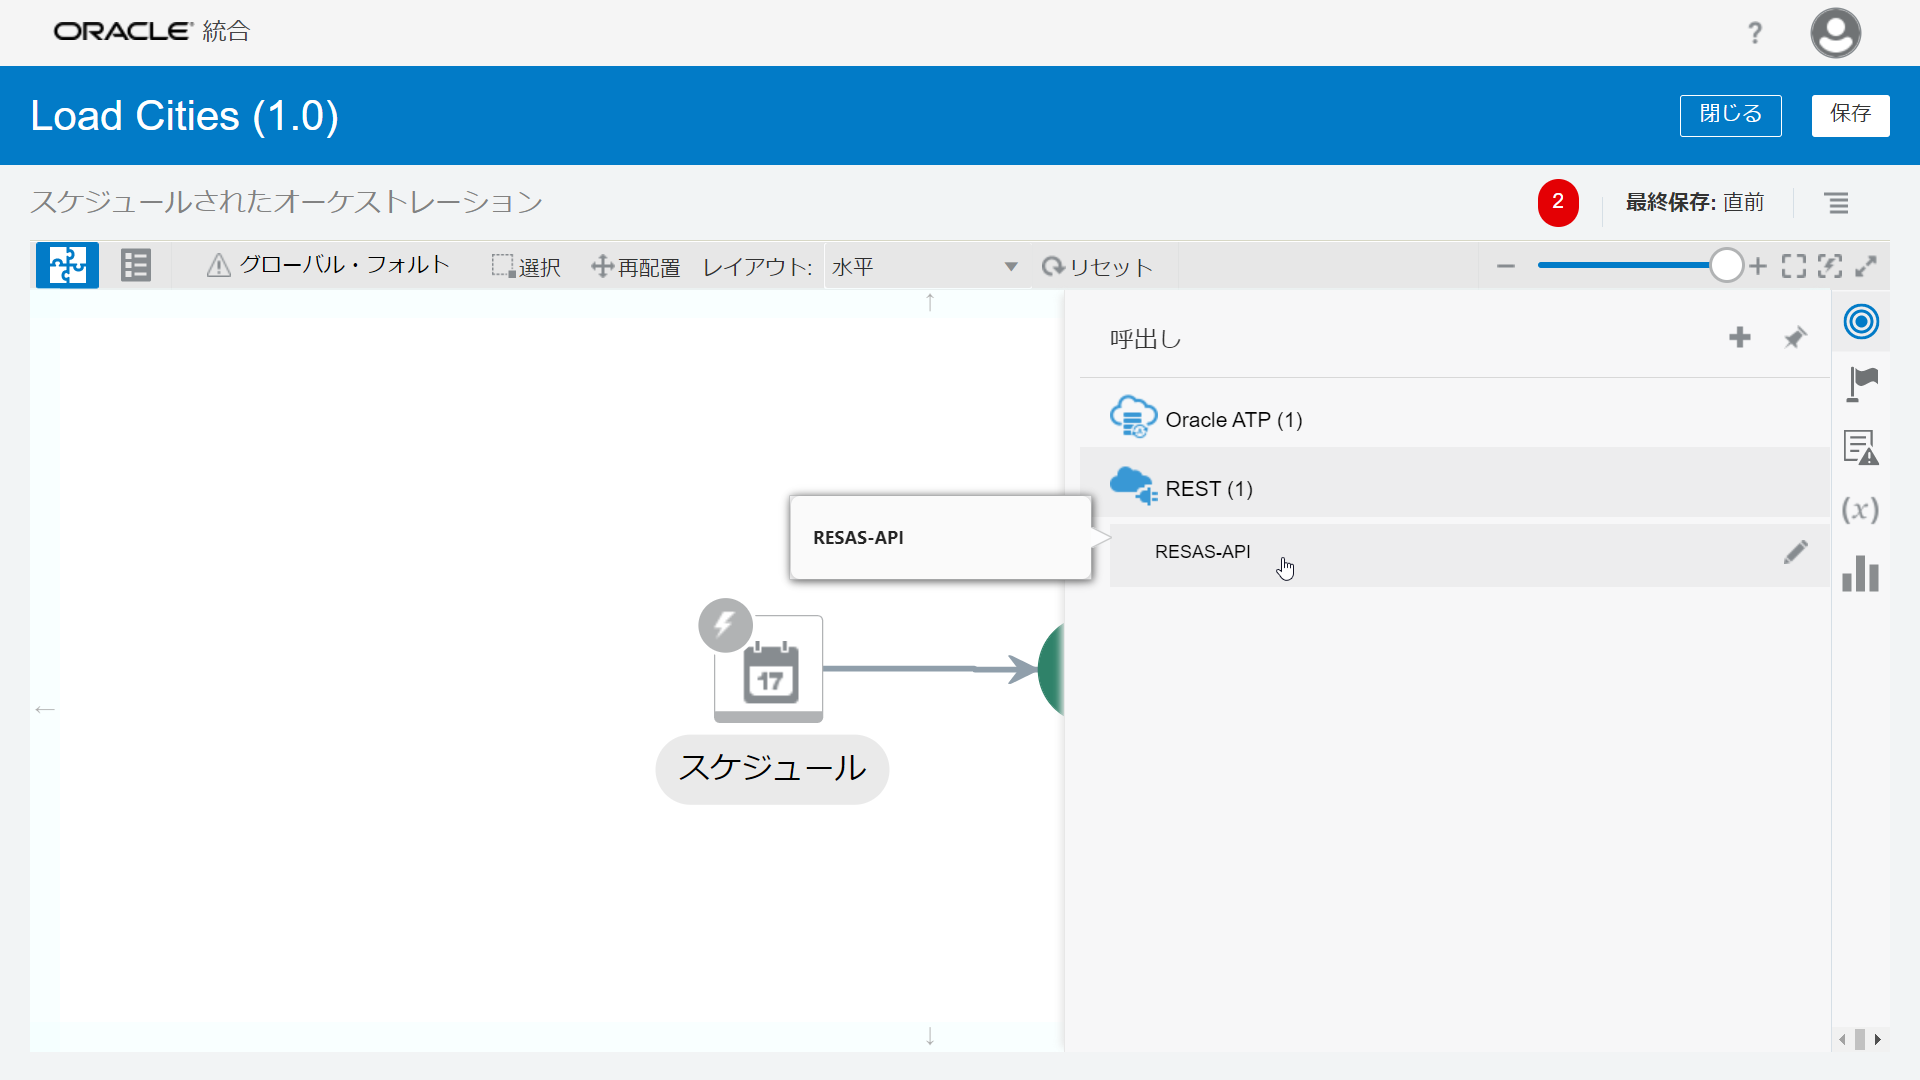 ORACLE 統合
?
Load Cities (1.0)
閉じる
保存
スケジュールされたオーケストレーション
2
最終保存: 直前
グローバル・フォルト
選択
再配置
レイアウト:
水平
リセット
呼出し
Oracle ATP (1)
REST (1)
RESAS-API
RESAS-API
(x)
17
スケジュール